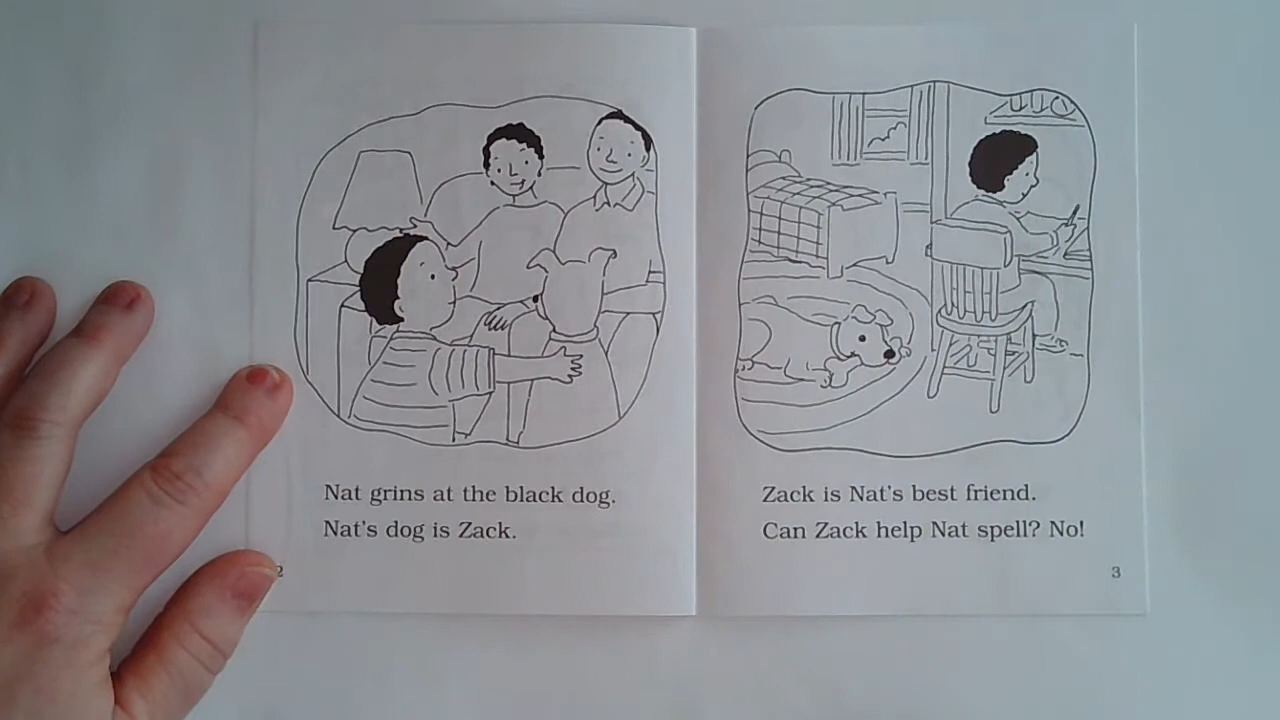 Nat grins at the black dog.
Nat's dog is Zack.
2
Zack is Nat's best friend.
Can Zack help Nat spell? No!
3